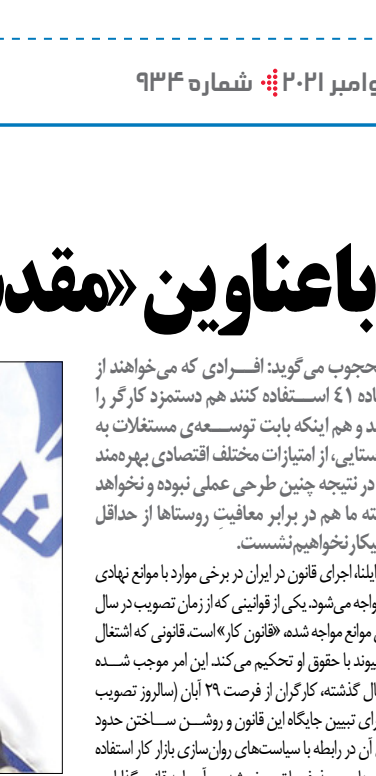 وامبر ۲۰۲۱ شماره ۹۳۴
باعناوین «مقد
محجوب می‌گوید: افـــرادی که می‌خواهند از
اده ٤١ اســـتفاده کنند هم دستمزد کارگر را
د و هم اینکه بابت توســـعه‌ی مستغلات به
ستایی، از امتیازات مختلف اقتصادی بهره‌مند
در نتیجه چنین طرحی عملی نبوده و نخواهد
ته ما هم در برابر معافیتِ روستاها از حداقل
یکار نخواهیم نشست.
ایلنا، اجرای قانون در ایران در برخی موارد با موانع نهادی
واجه می‌شود. یکی از قوانینی که از زمان تصویب در سال
موانع مواجه شده، «قانون کار» است. قانونی که اشتغال
یوند با حقوق او تحکیم می‌کند. این امر موجب شـــده
ال گذشته، کارگران از فرصت ۲۹ آبان (سالروز تصویب
رای تبیین جایگاه این قانون و روشـــن ســـاختن حدود
آن در رابطه با سیاست‌های روان‌سازی بازار کار استفاده